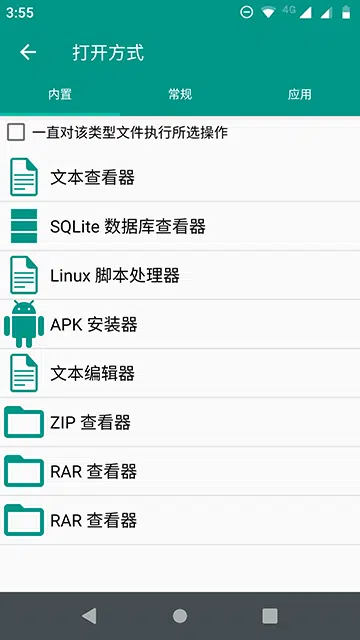 3:55
4G
打开方式
内置
常规
应用
一直对该类型文件执行所选操作
文本查看器
SQLite 数据库查看器
Linux 脚本处理器
APK 安装器
文本编辑器
ZIP 查看器
RAR 查看器
RAR 查看器